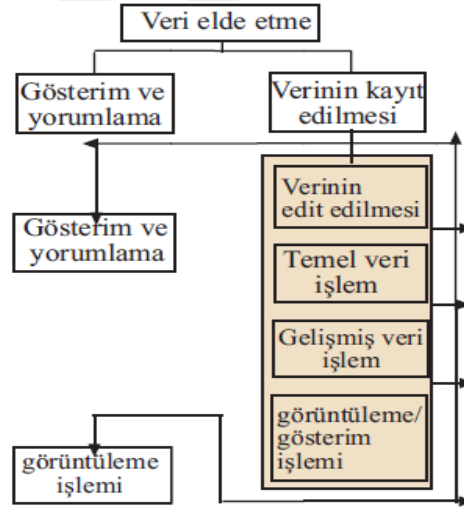 Veri elde etme
Gösterim ve
yorumlama
Verinin kayıt
edilmesi
Verinin
edit edilmesi
Gösterim ve
yorumlama
Temel veri
işlem
Gelişmiş veri
işlem
görüntüleme/
gösterim
işlemi
görüntüleme
işlemi